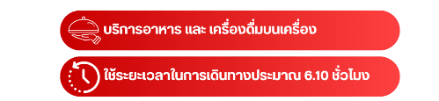 บริการอาหาร และ เครื่องดื่มบนเครื่อง
ใช้ระยะเวลาในการเดินทางประมาณ 6.10 ชั่วโมง